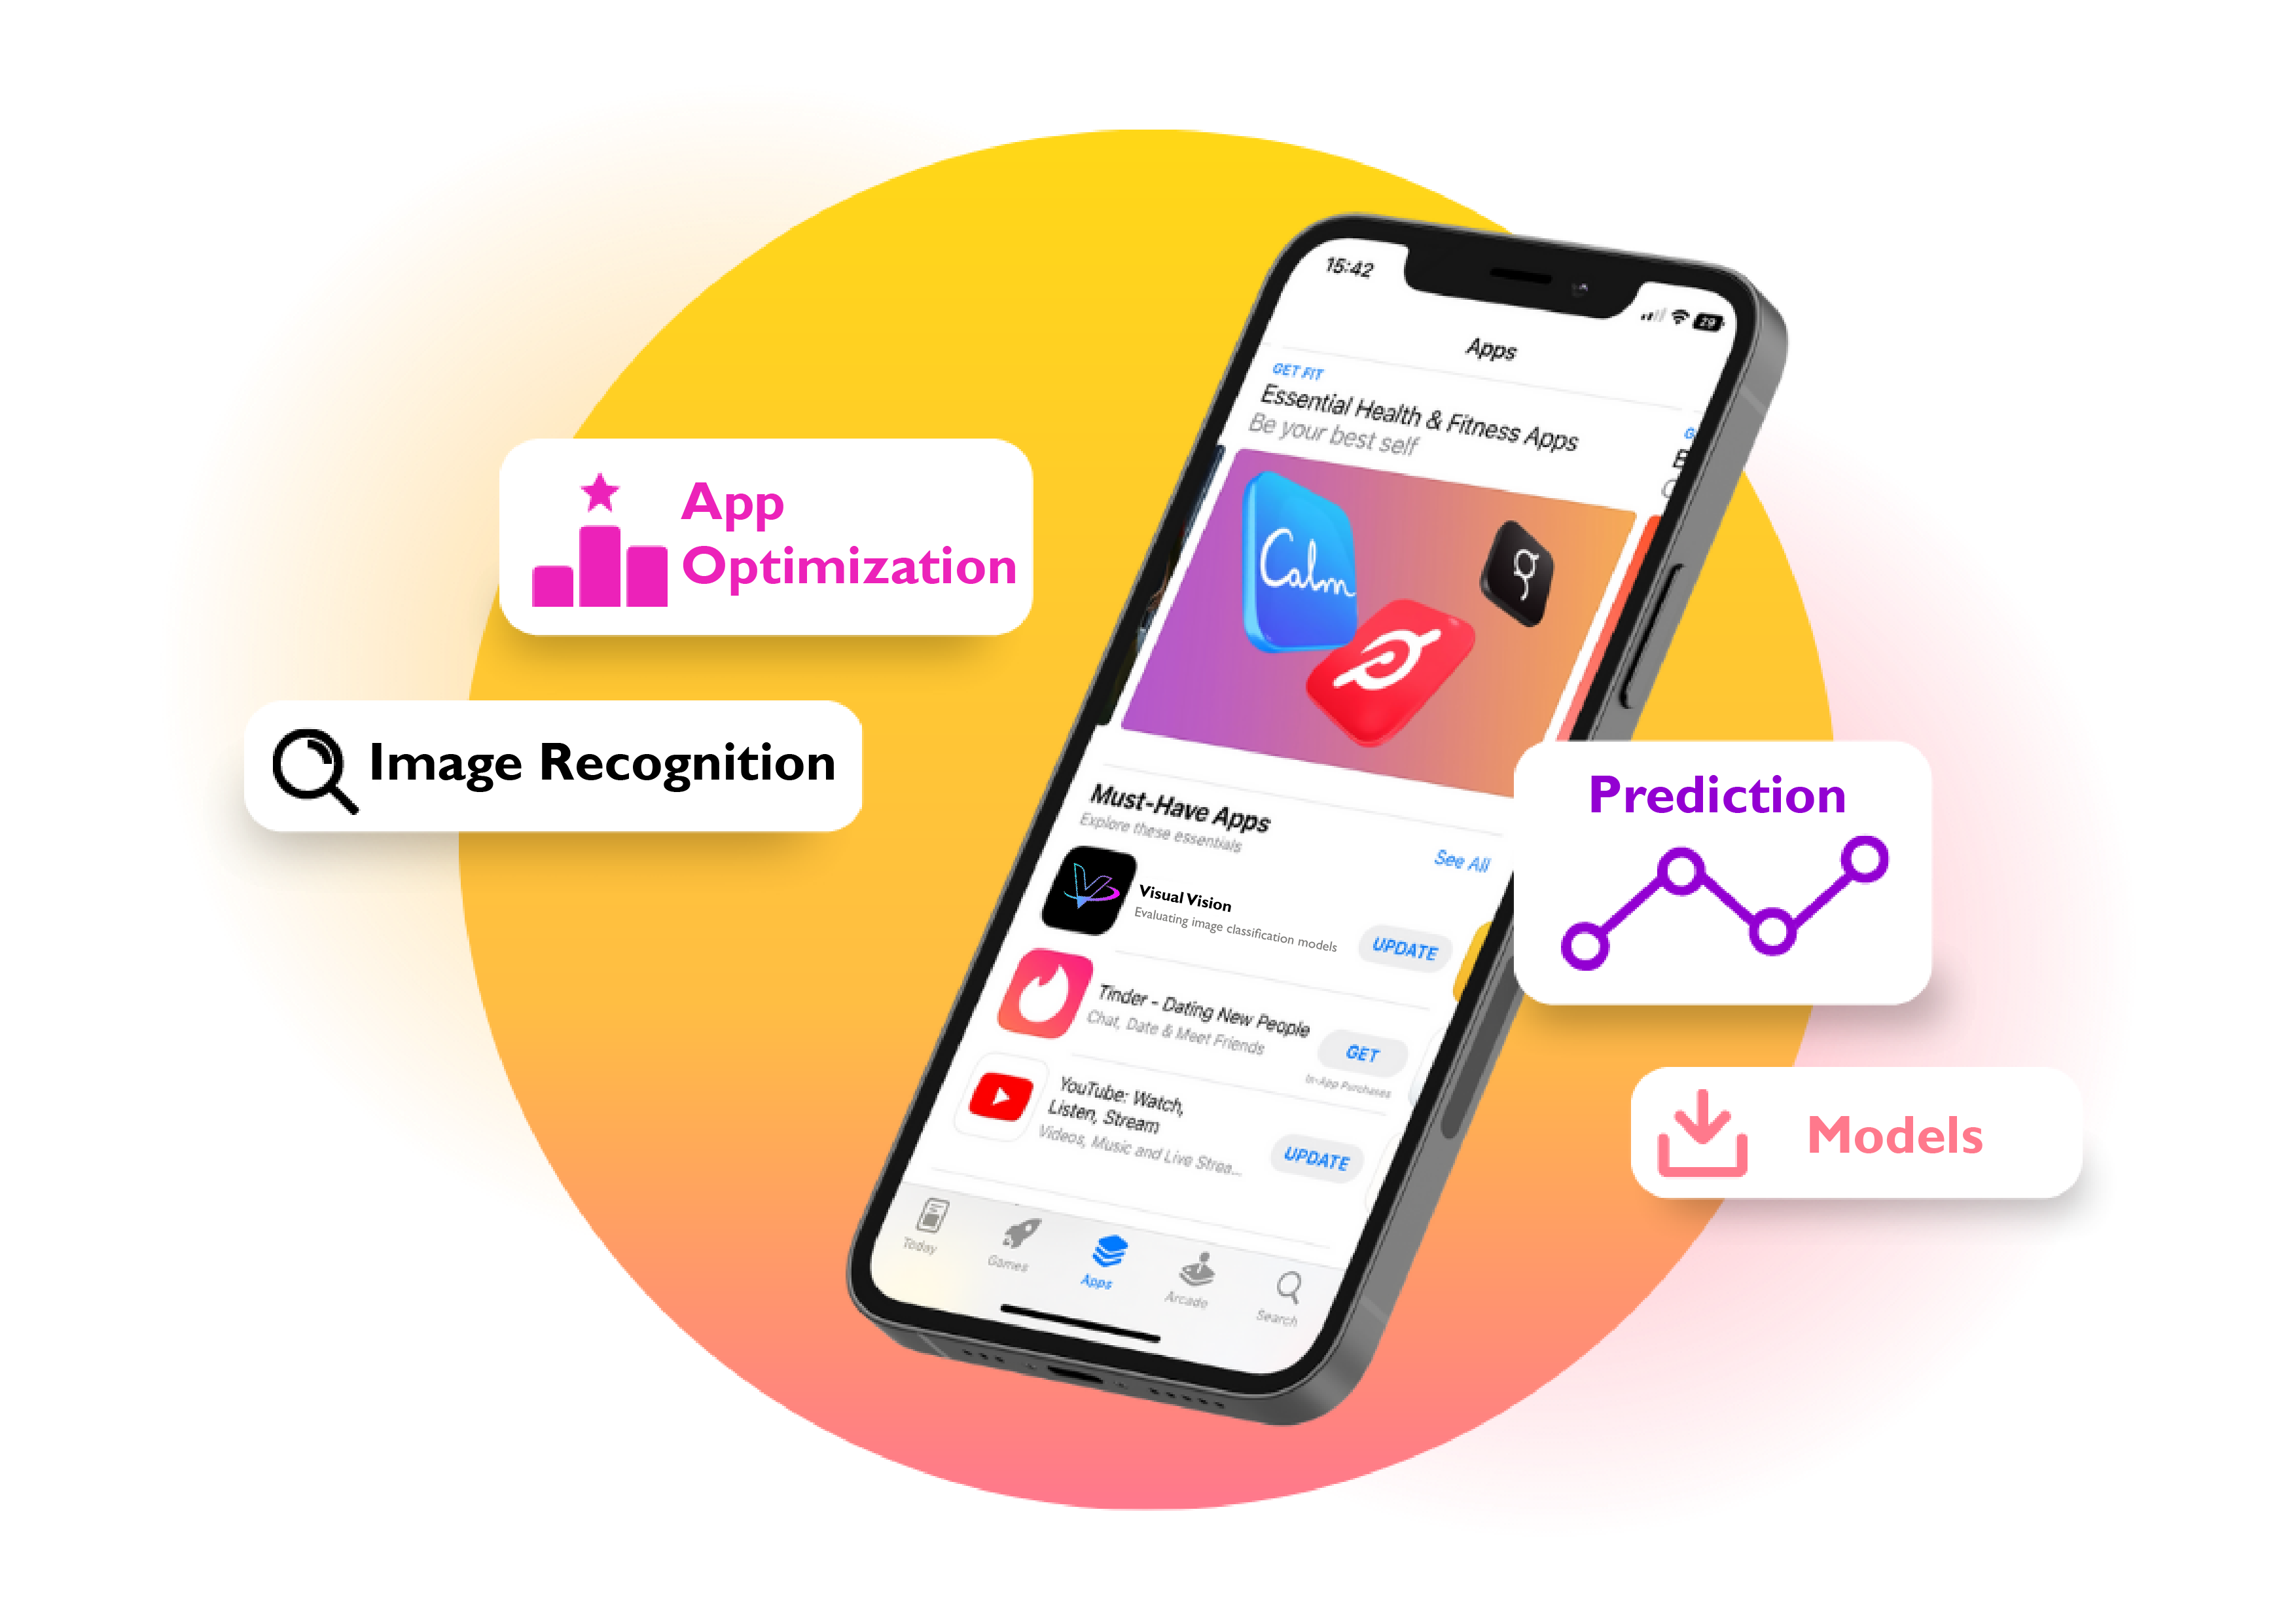 15:42
29
Apps
GET FIT
Essential Health & Fitness Apps
Be your best self
G
E
Calm
App
Optimization
Image Recognition
Must-Have Apps
Explore these essentials
See All
Visual Vision
Evaluating image classification models
UPDATE
Tinder - Dating New People
Chat, Date & Meet Friends
GET
In-App Purchases
YouTube: Watch,
Listen, Stream
Videos, Music and Live Strea...
UPDATE
Today
Games
Apps
Arcade
Search
Prediction
Models